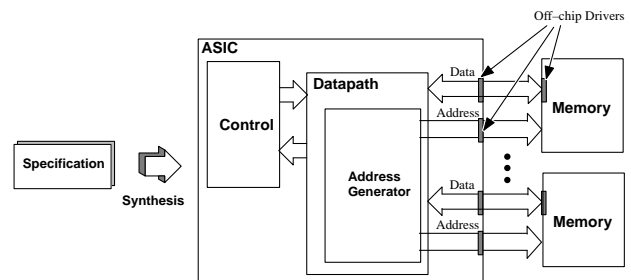 Off–chip Drivers
ASIC
Data
Datapath
Address
Memory
Control
Specification
Synthesis
Address
Generator
Data
Address
Memory